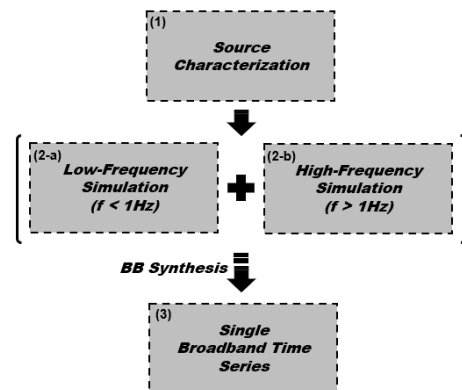 (1)
Source
Characterization
(2-a)
Low-Frequency
Simulation
(f < 1Hz)
(2-b)
High-Frequency
Simulation
(f > 1Hz)
BB Synthesis
(3)
Single
Broadband Time
Series